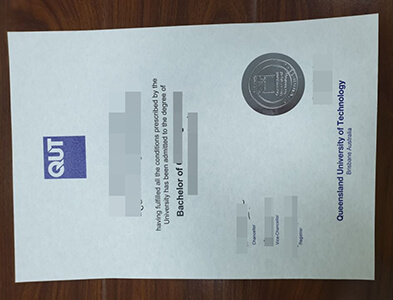 QUT
having fulfilled all the conditions prescribed by the
University has been admitted to the degree of
Bachelor of
Chancellor
Vice-Chancellor
Registrar
Queensland University of Technology
Brisbane Australia